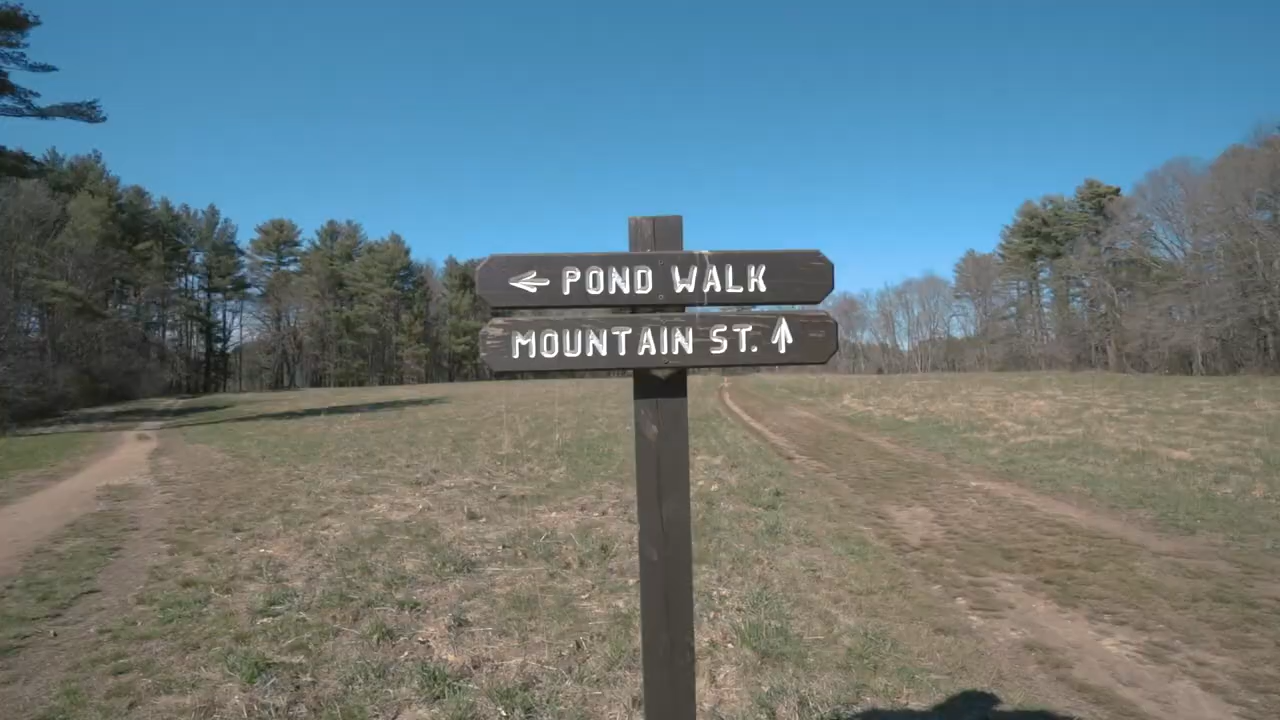 ← POND WALK
MOUNTAIN ST. ↑